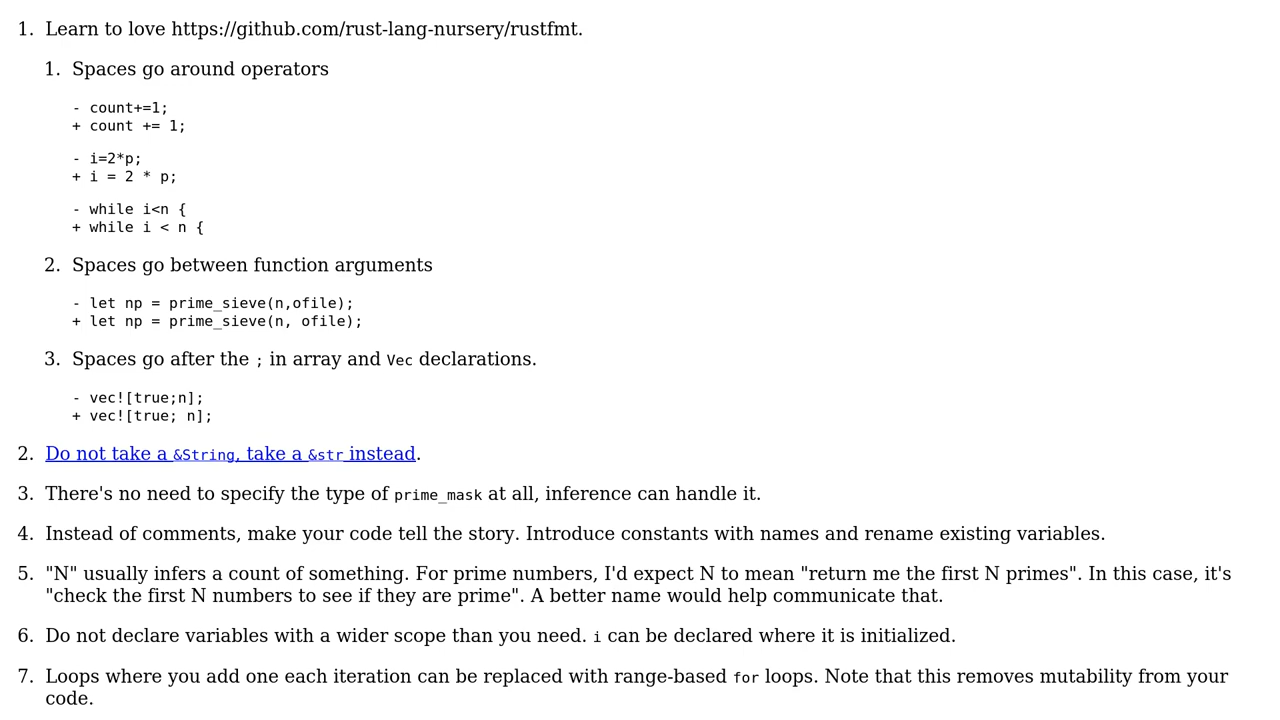 1. Learn to love https://github.com/rust-lang-nursery/rustfmt.
1. Spaces go around operators
- count+=1;
+ count += 1;
- i=2*p;
+ i = 2 * p;
- while i<n {
+ while i < n {
2. Spaces go between function arguments
- let np = prime_sieve(n,ofile);
+ let np = prime_sieve(n, ofile);
3. Spaces go after the ; in array and Vec declarations.
- vec![true;n];
+ vec![true; n];
2. Do not take a &String, take a &str instead.
3. There's no need to specify the type of prime_mask at all, inference can handle it.
4. Instead of comments, make your code tell the story. Introduce constants with names and rename existing variables.
5. "N" usually infers a count of something. For prime numbers, I'd expect N to mean "return me the first N primes". In this case, it's
"check the first N numbers to see if they are prime". A better name would help communicate that.
6. Do not declare variables with a wider scope than you need. i can be declared where it is initialized.
7. Loops where you add one each iteration can be replaced with range-based for loops. Note that this removes mutability from your
code.